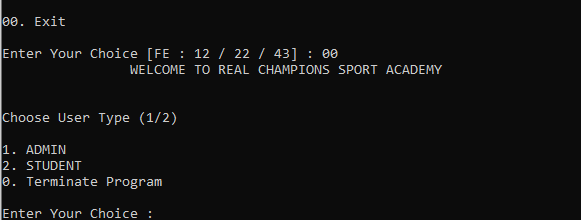 00. Exit
Enter Your Choice [FE : 12 / 22 / 43] : 00
WELCOME TO REAL CHAMPIONS SPORT ACADEMY
Choose User Type (1/2)
1. ADMIN
2. STUDENT
0. Terminate Program
Enter Your Choice :